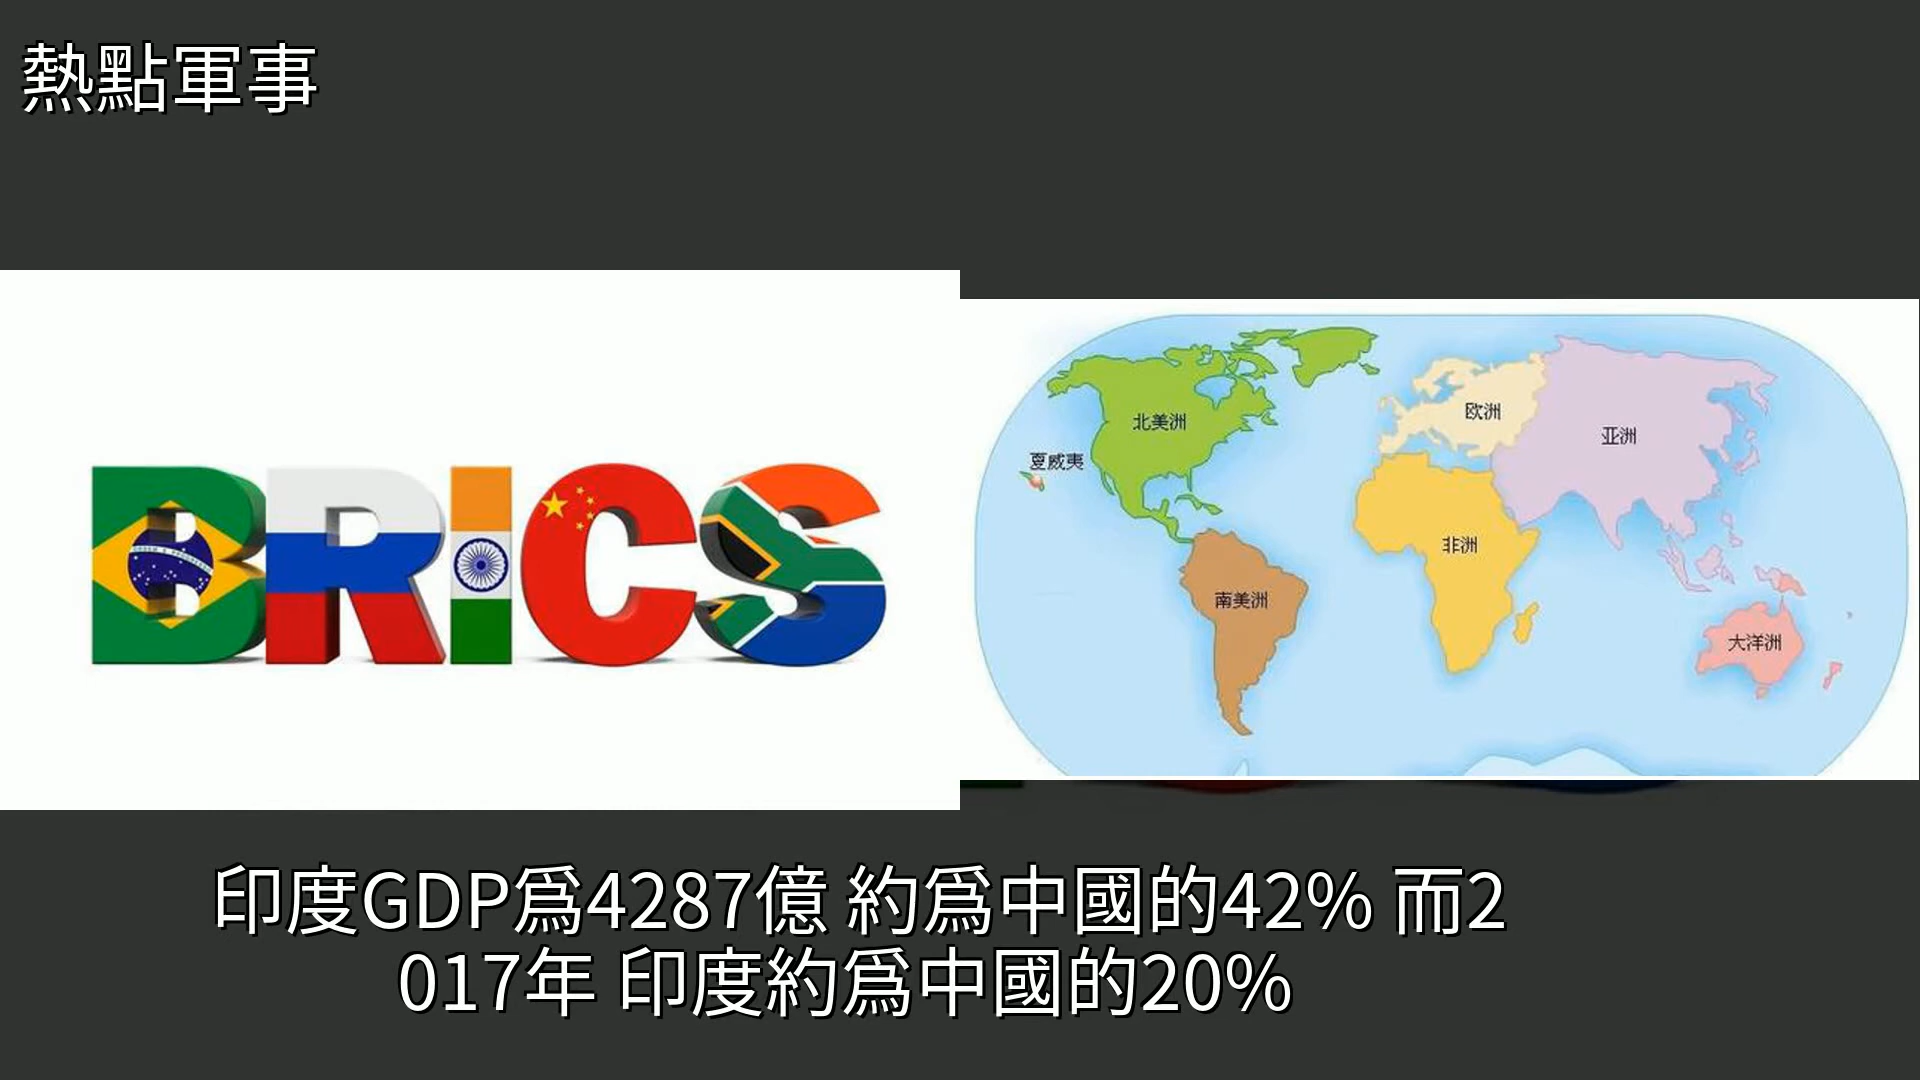 熱點軍事
BRICS
北美洲
欧洲
亚洲
夏威夷
非洲
南美洲
大洋洲
印度GDP爲4287億 約爲中國的42% 而2
017年 印度約爲中國的20%